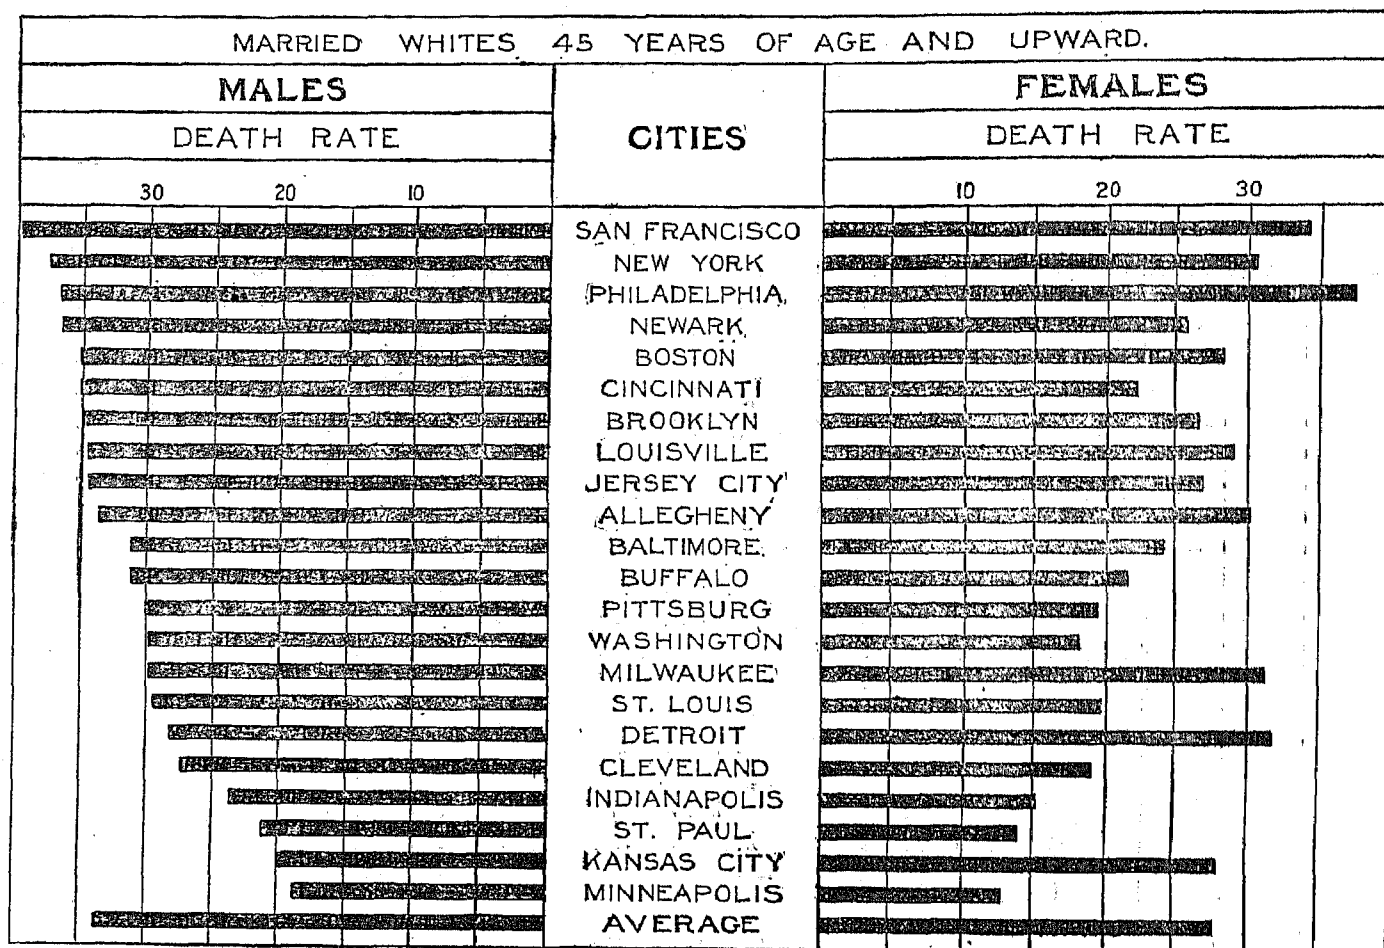 MARRIED WHITES 45 YEARS OF AGE AND UPWARD.
MALES
DEATH RATE
30 20 10
CITIES
FEMALES
DEATH RATE
10 20 30
SAN FRANCISCO
NEW YORK
PHILADELPHIA
NEWARK
BOSTON
CINCINNATI
BROOKLYN
LOUISVILLE
JERSEY CITY
ALLEGHENY
BALTIMORE
BUFFALO
PITTSBURG
WASHINGTON
MILWAUKEE
ST. LOUIS
DETROIT
CLEVELAND
INDIANAPOLIS
ST. PAUL
KANSAS CITY
MINNEAPOLIS
AVERAGE